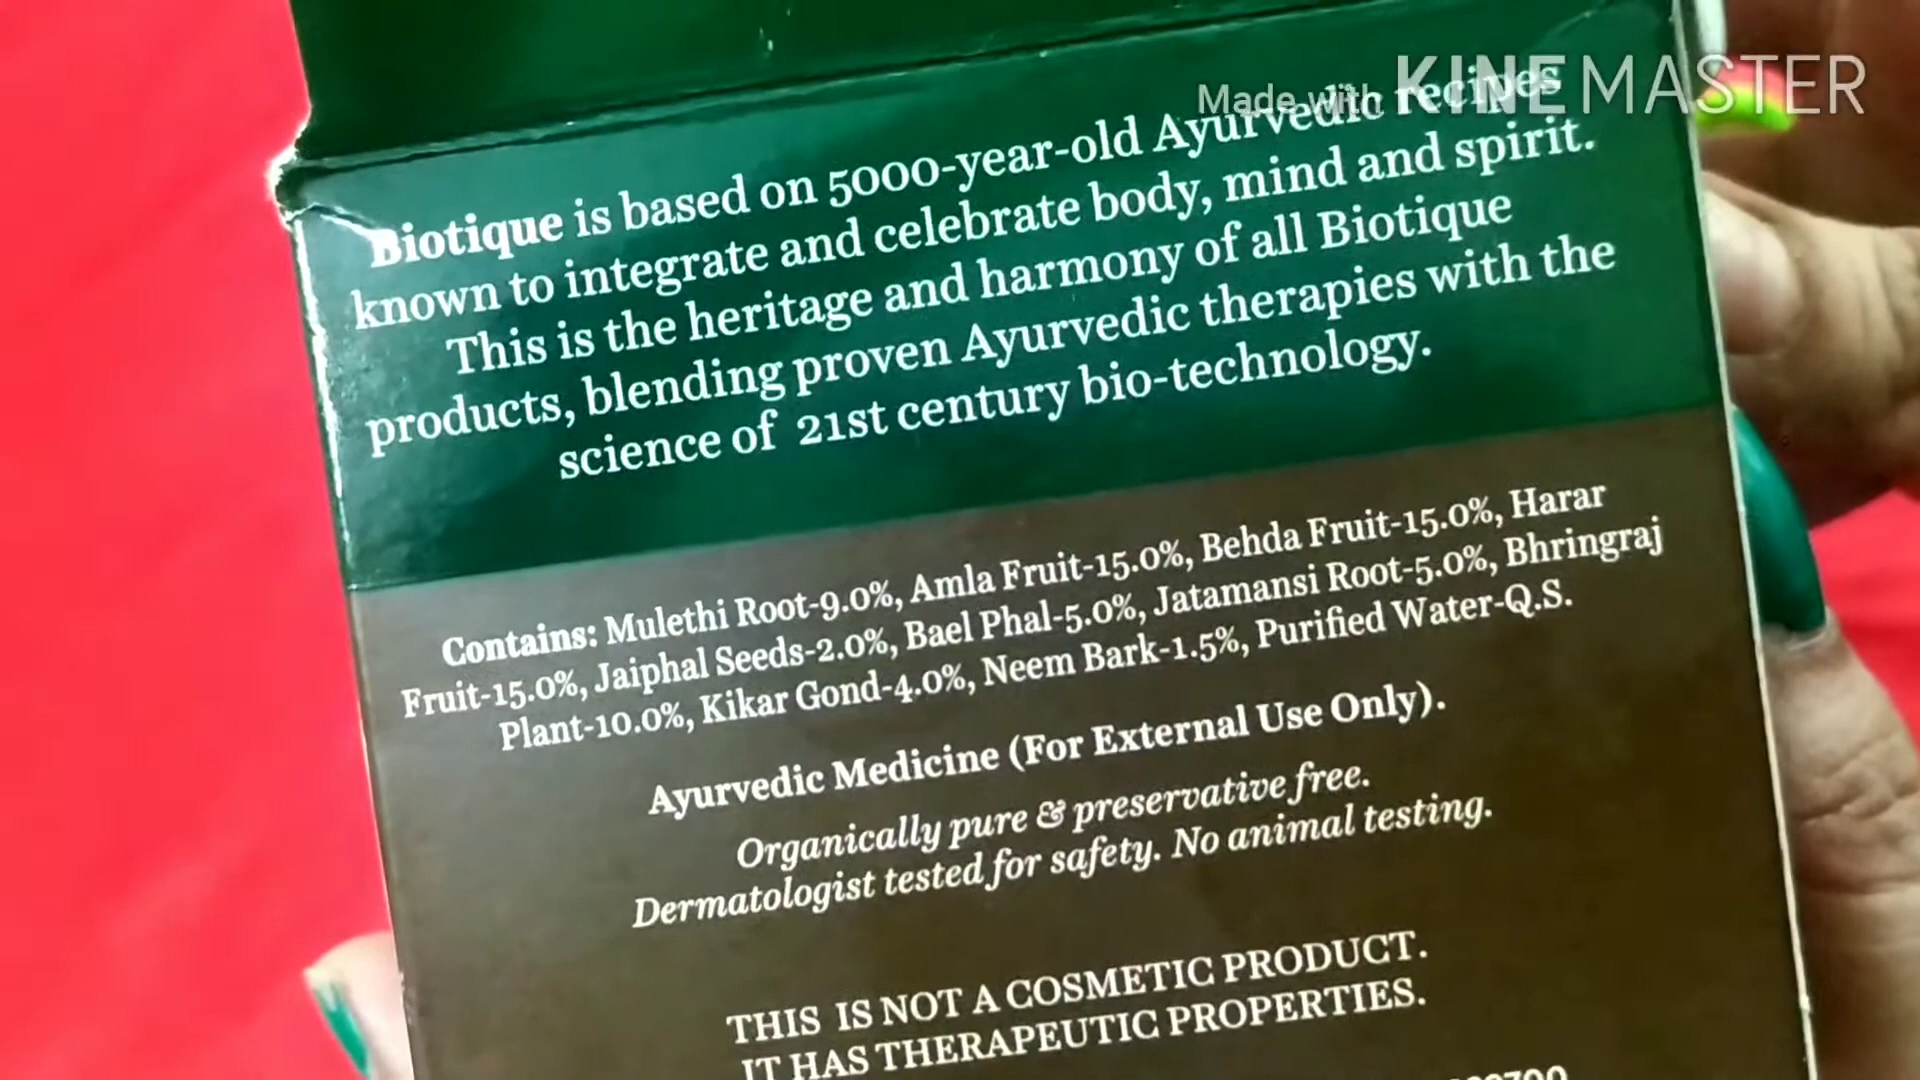 Made with KINEMASTER
Biotique is based on 5000-year-old Ayurvedic recipes
known to integrate and celebrate body, mind and spirit.
This is the heritage and harmony of all Biotique
products, blending proven Ayurvedic therapies with the
science of 21st century bio-technology.
Contains: Mulethi Root-9.0%, Amla Fruit-15.0%, Behda Fruit-15.0%, Harar
Fruit-15.0%, Jaiphal Seeds-2.0%, Bael Phal-5.0%, Jatamansi Root-5.0%, Bhringraj
Plant-10.0%, Kikar Gond-4.0%, Neem Bark-1.5%, Purified Water-Q.S.
Ayurvedic Medicine (For External Use Only).
Organically pure & preservative free.
Dermatologist tested for safety. No animal testing.
THIS IS NOT A COSMETIC PRODUCT.
IT HAS THERAPEUTIC PROPERTIES.